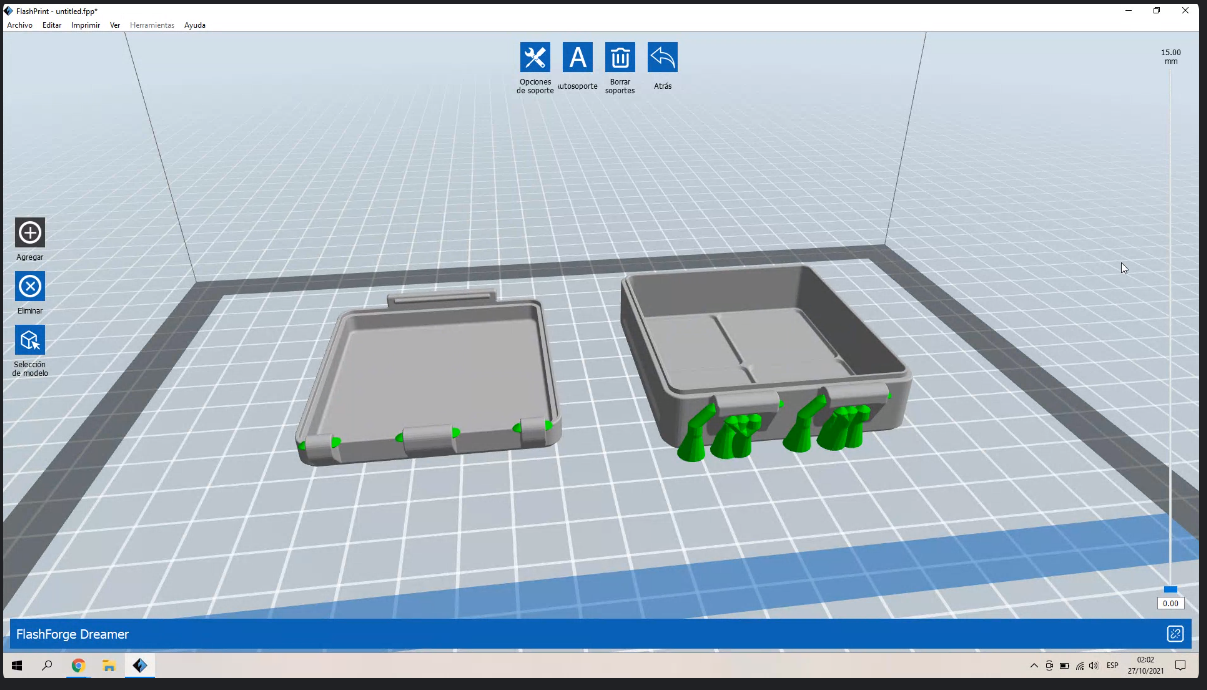 FlashPrint - untitled.fpp*
Archivo Editar Imprimir Ver Herramientas Ayuda
15.00
mm
A
Opciones
de soporte
utosoporte
Borrar
soportes
Atrás
Agregar
Eliminar
Selección
de modelo
0.00
FlashForge Dreamer
ESP
02:02
27/10/2021